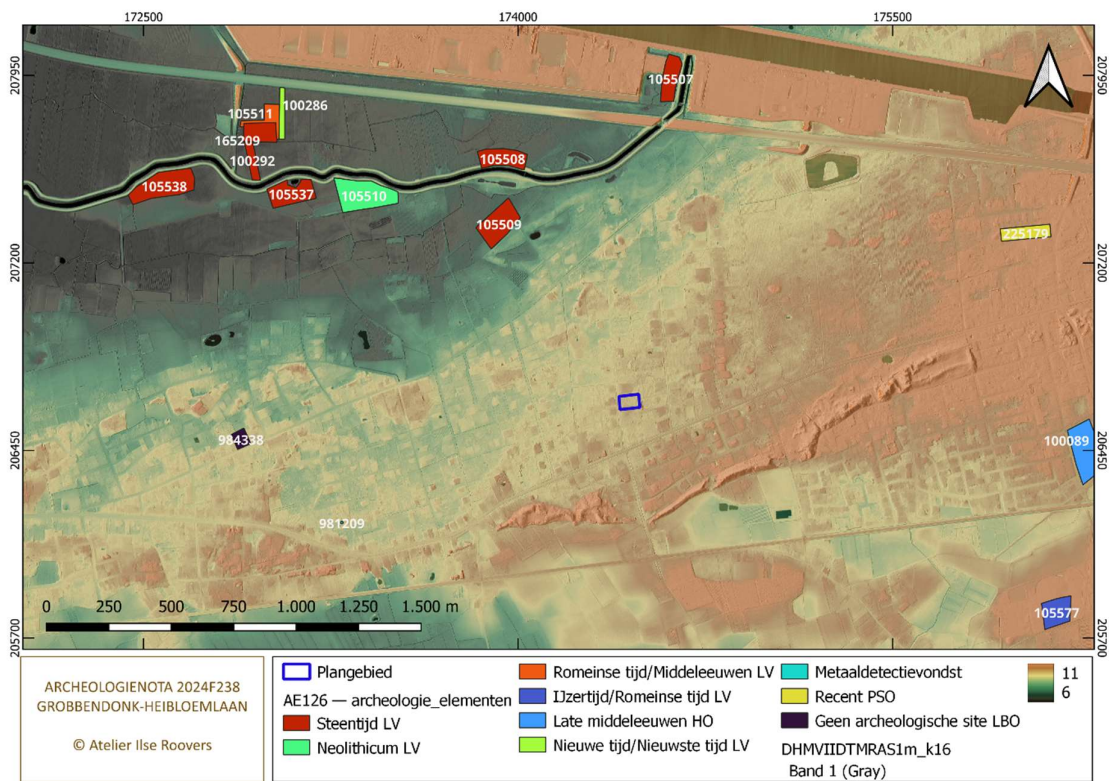 172500 174000 175500
207950 207950
105507
100286
105511
165209
100292
105508
105538
105537
105510
105509
225179
207200 207200
984338
100089
206450 206450
981209
0 250 500 750 1.000 1.250 1.500 m
105577
205700 205700
172500 174000 175500
ARCHEOLOGIENOTA 2024F238
GROBBENDONK-HEIBLOEMLAAN
© Atelier Ilse Roovers
Plangebied
AE126 — archeologie_elementen
Steentijd LV
Neolithicum LV
Romeinse tijd/Middeleeuwen LV
IJzertijd/Romeinse tijd LV
Late middeleeuwen HO
Nieuwe tijd/Nieuwste tijd LV
Metaaldetectievondst
Recent PSO
Geen archeologische site LBO
DHMVIIDTMRAS1m_k16
Band 1 (Gray)
11
6